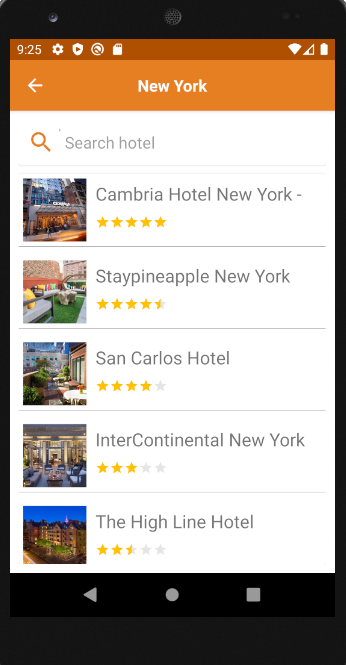 9:25
New York
Search hotel
Cambria Hotel New York -
Staypineapple New York
San Carlos Hotel
InterContinental New York
The High Line Hotel